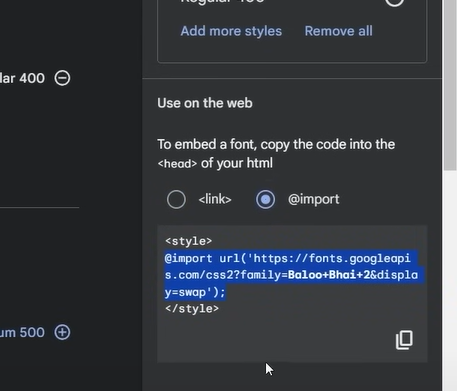 Regular 400
Add more styles Remove all
lar 400
Use on the web
To embed a font, copy the code into the
<head> of your html
<link> @import
<style>
@import url('https://fonts.googleapi
s.com/css2?family=Baloo+Bhai+2&displa
y=swap');
</style>
um 500